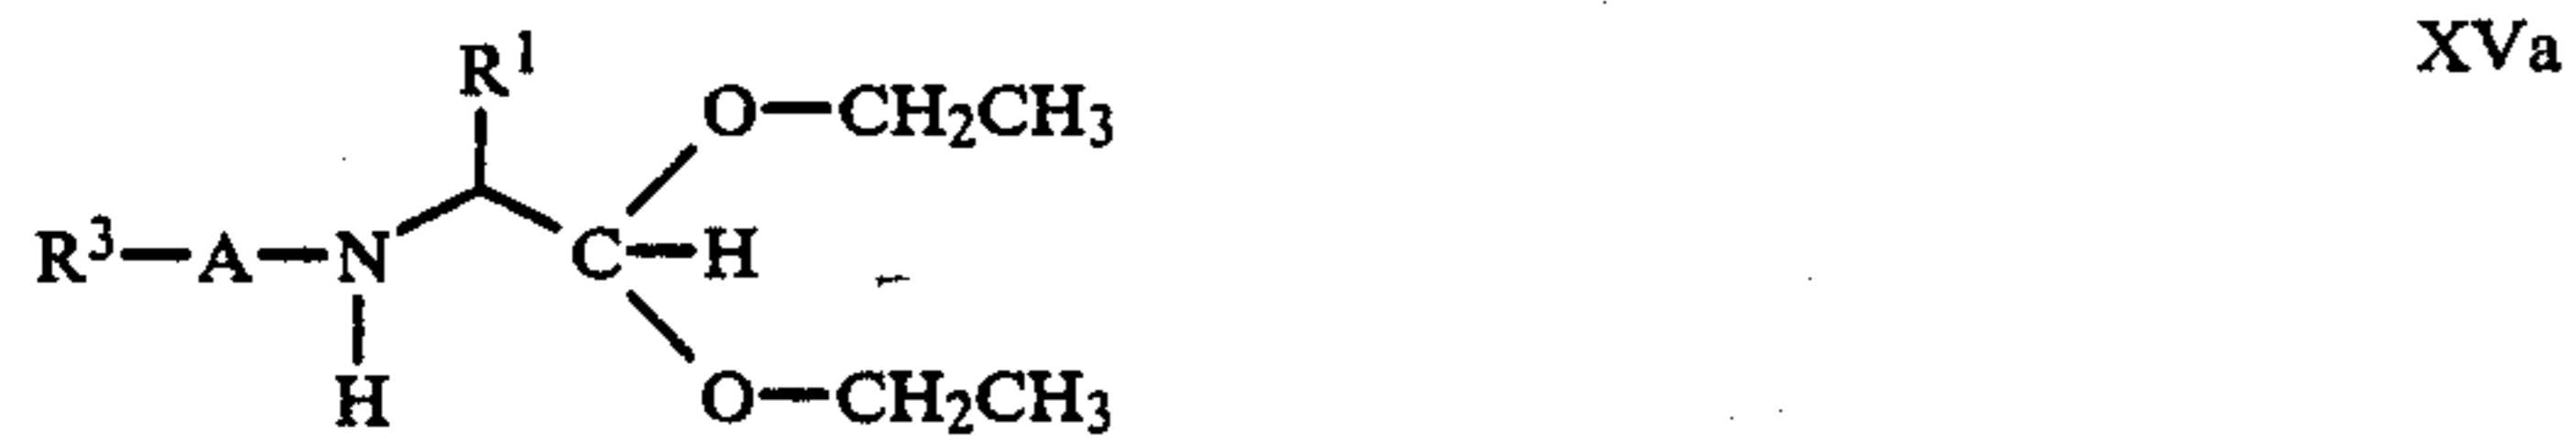 XVa
R¹
O—CH₂CH₃
R³—A—N C—H
H
O—CH₂CH₃